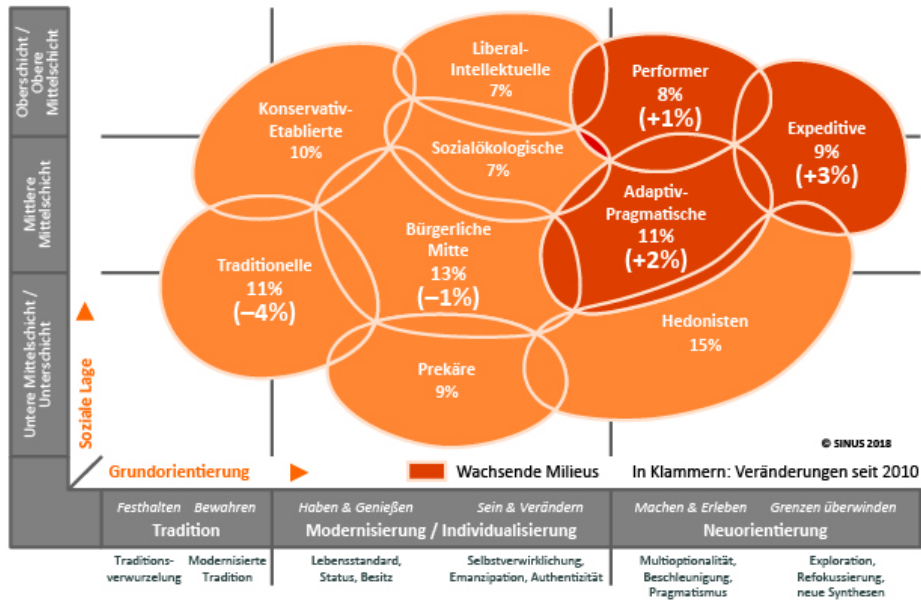 Oberschicht /
Obere
Mittelschicht
Mittlere
Mittelschicht
Untere Mittelschicht /
Unterschicht
Soziale Lage
Liberal-
Intellektuelle
7%
Performer
8%
(+1%)
Konservativ-
Etablierte
10%
Expeditive
9%
(+3%)
Sozialökologische
7%
Adaptiv-
Pragmatische
11%
(+2%)
Bürgerliche
Mitte
13%
(–1%)
Traditionelle
11%
(–4%)
Hedonisten
15%
Prekäre
9%
© SINUS 2018
Grundorientierung
Wachsende Milieus
In Klammern: Veränderungen seit 2010
Festhalten
Bewahren
Tradition
Haben & Genießen
Sein & Verändern
Modernisierung / Individualisierung
Machen & Erleben
Grenzen überwinden
Neuorientierung
Traditions-
verwurzelung
Modernisierte
Tradition
Lebensstandard,
Status, Besitz
Selbstverwirklichung,
Emanzipation, Authentizität
Multioptionalität,
Beschleunigung,
Pragmatismus
Exploration,
Refokussierung,
neue Synthesen